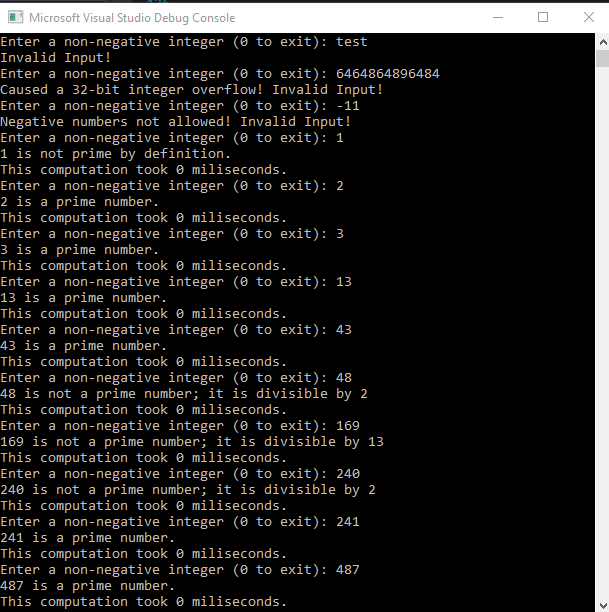 Microsoft Visual Studio Debug Console
Enter a non-negative integer (0 to exit): test
Invalid Input!
Enter a non-negative integer (0 to exit): 6464864896484
Caused a 32-bit integer overflow! Invalid Input!
Enter a non-negative integer (0 to exit): -11
Negative numbers not allowed! Invalid Input!
Enter a non-negative integer (0 to exit): 1
1 is not prime by definition.
This computation took 0 miliseconds.
Enter a non-negative integer (0 to exit): 2
2 is a prime number.
This computation took 0 miliseconds.
Enter a non-negative integer (0 to exit): 3
3 is a prime number.
This computation took 0 miliseconds.
Enter a non-negative integer (0 to exit): 13
13 is a prime number.
This computation took 0 miliseconds.
Enter a non-negative integer (0 to exit): 43
43 is a prime number.
This computation took 0 miliseconds.
Enter a non-negative integer (0 to exit): 48
48 is not a prime number; it is divisible by 2
This computation took 0 miliseconds.
Enter a non-negative integer (0 to exit): 169
169 is not a prime number; it is divisible by 13
This computation took 0 miliseconds.
Enter a non-negative integer (0 to exit): 240
240 is not a prime number; it is divisible by 2
This computation took 0 miliseconds.
Enter a non-negative integer (0 to exit): 241
241 is a prime number.
This computation took 0 miliseconds.
Enter a non-negative integer (0 to exit): 487
487 is a prime number.
This computation took 0 miliseconds.